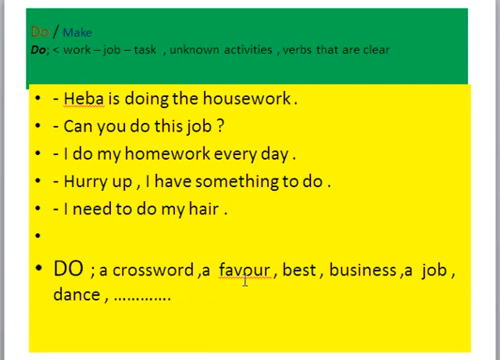 Do / Make
Do; < work – job – task , unknown activities , verbs that are clear
• - Heba is doing the housework .
• - Can you do this job ?
• - I do my homework every day .
• - Hurry up , I have something to do .
• - I need to do my hair .
•
• DO ; a crossword ,a favour , best , business ,a job ,
dance , ………….